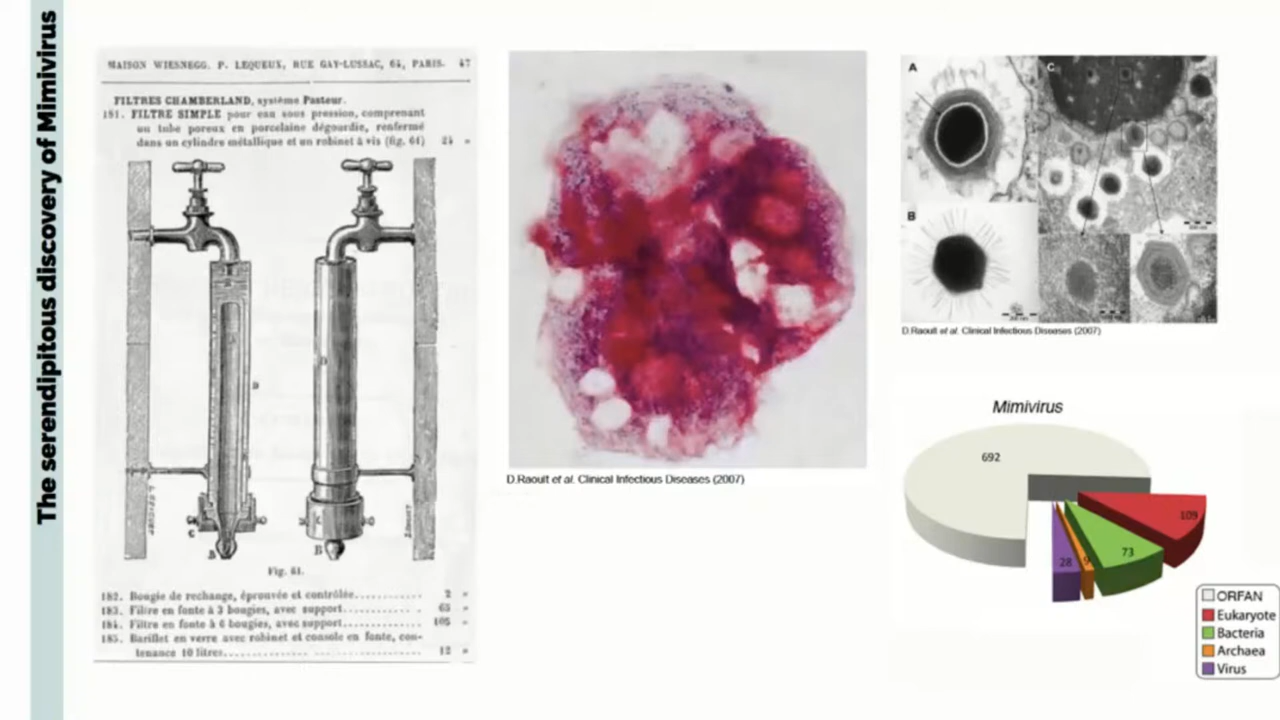 The serendipitous discovery of Mimivirus
MAISON WIESNEGG. P. LEQUEUX, RUE GAY-LUSSAC, 64, PARIS. 47
FILTRES CHAMBERLAND, système Pasteur.
181. FILTRE SIMPLE pour eau sous pression, comprenant
un tube poreux en porcelaine dégourdie, renfermé
dans un cylindre métallique et un robinet à vis (fig. 61)
D
D
C
C
B
B
Fig. 61.
182. Bougie de rechange, éprouvée et contrôlée............ 2 »
183. Filtre en fonte à 3 bougies, avec support............ 65 »
184. Filtre en fonte à 6 bougies, avec support............ 105 »
185. Barillet en verre avec robinet et console en fonte, con-
tenance 10 litres............ 12 »
D.Raoult et al. Clinical Infectious Diseases (2007)
A
C
B
D.Raoult et al. Clinical Infectious Diseases (2007)
Mimivirus
692
109
73
9
28
ORFAN
Eukaryote
Bacteria
Archaea
Virus